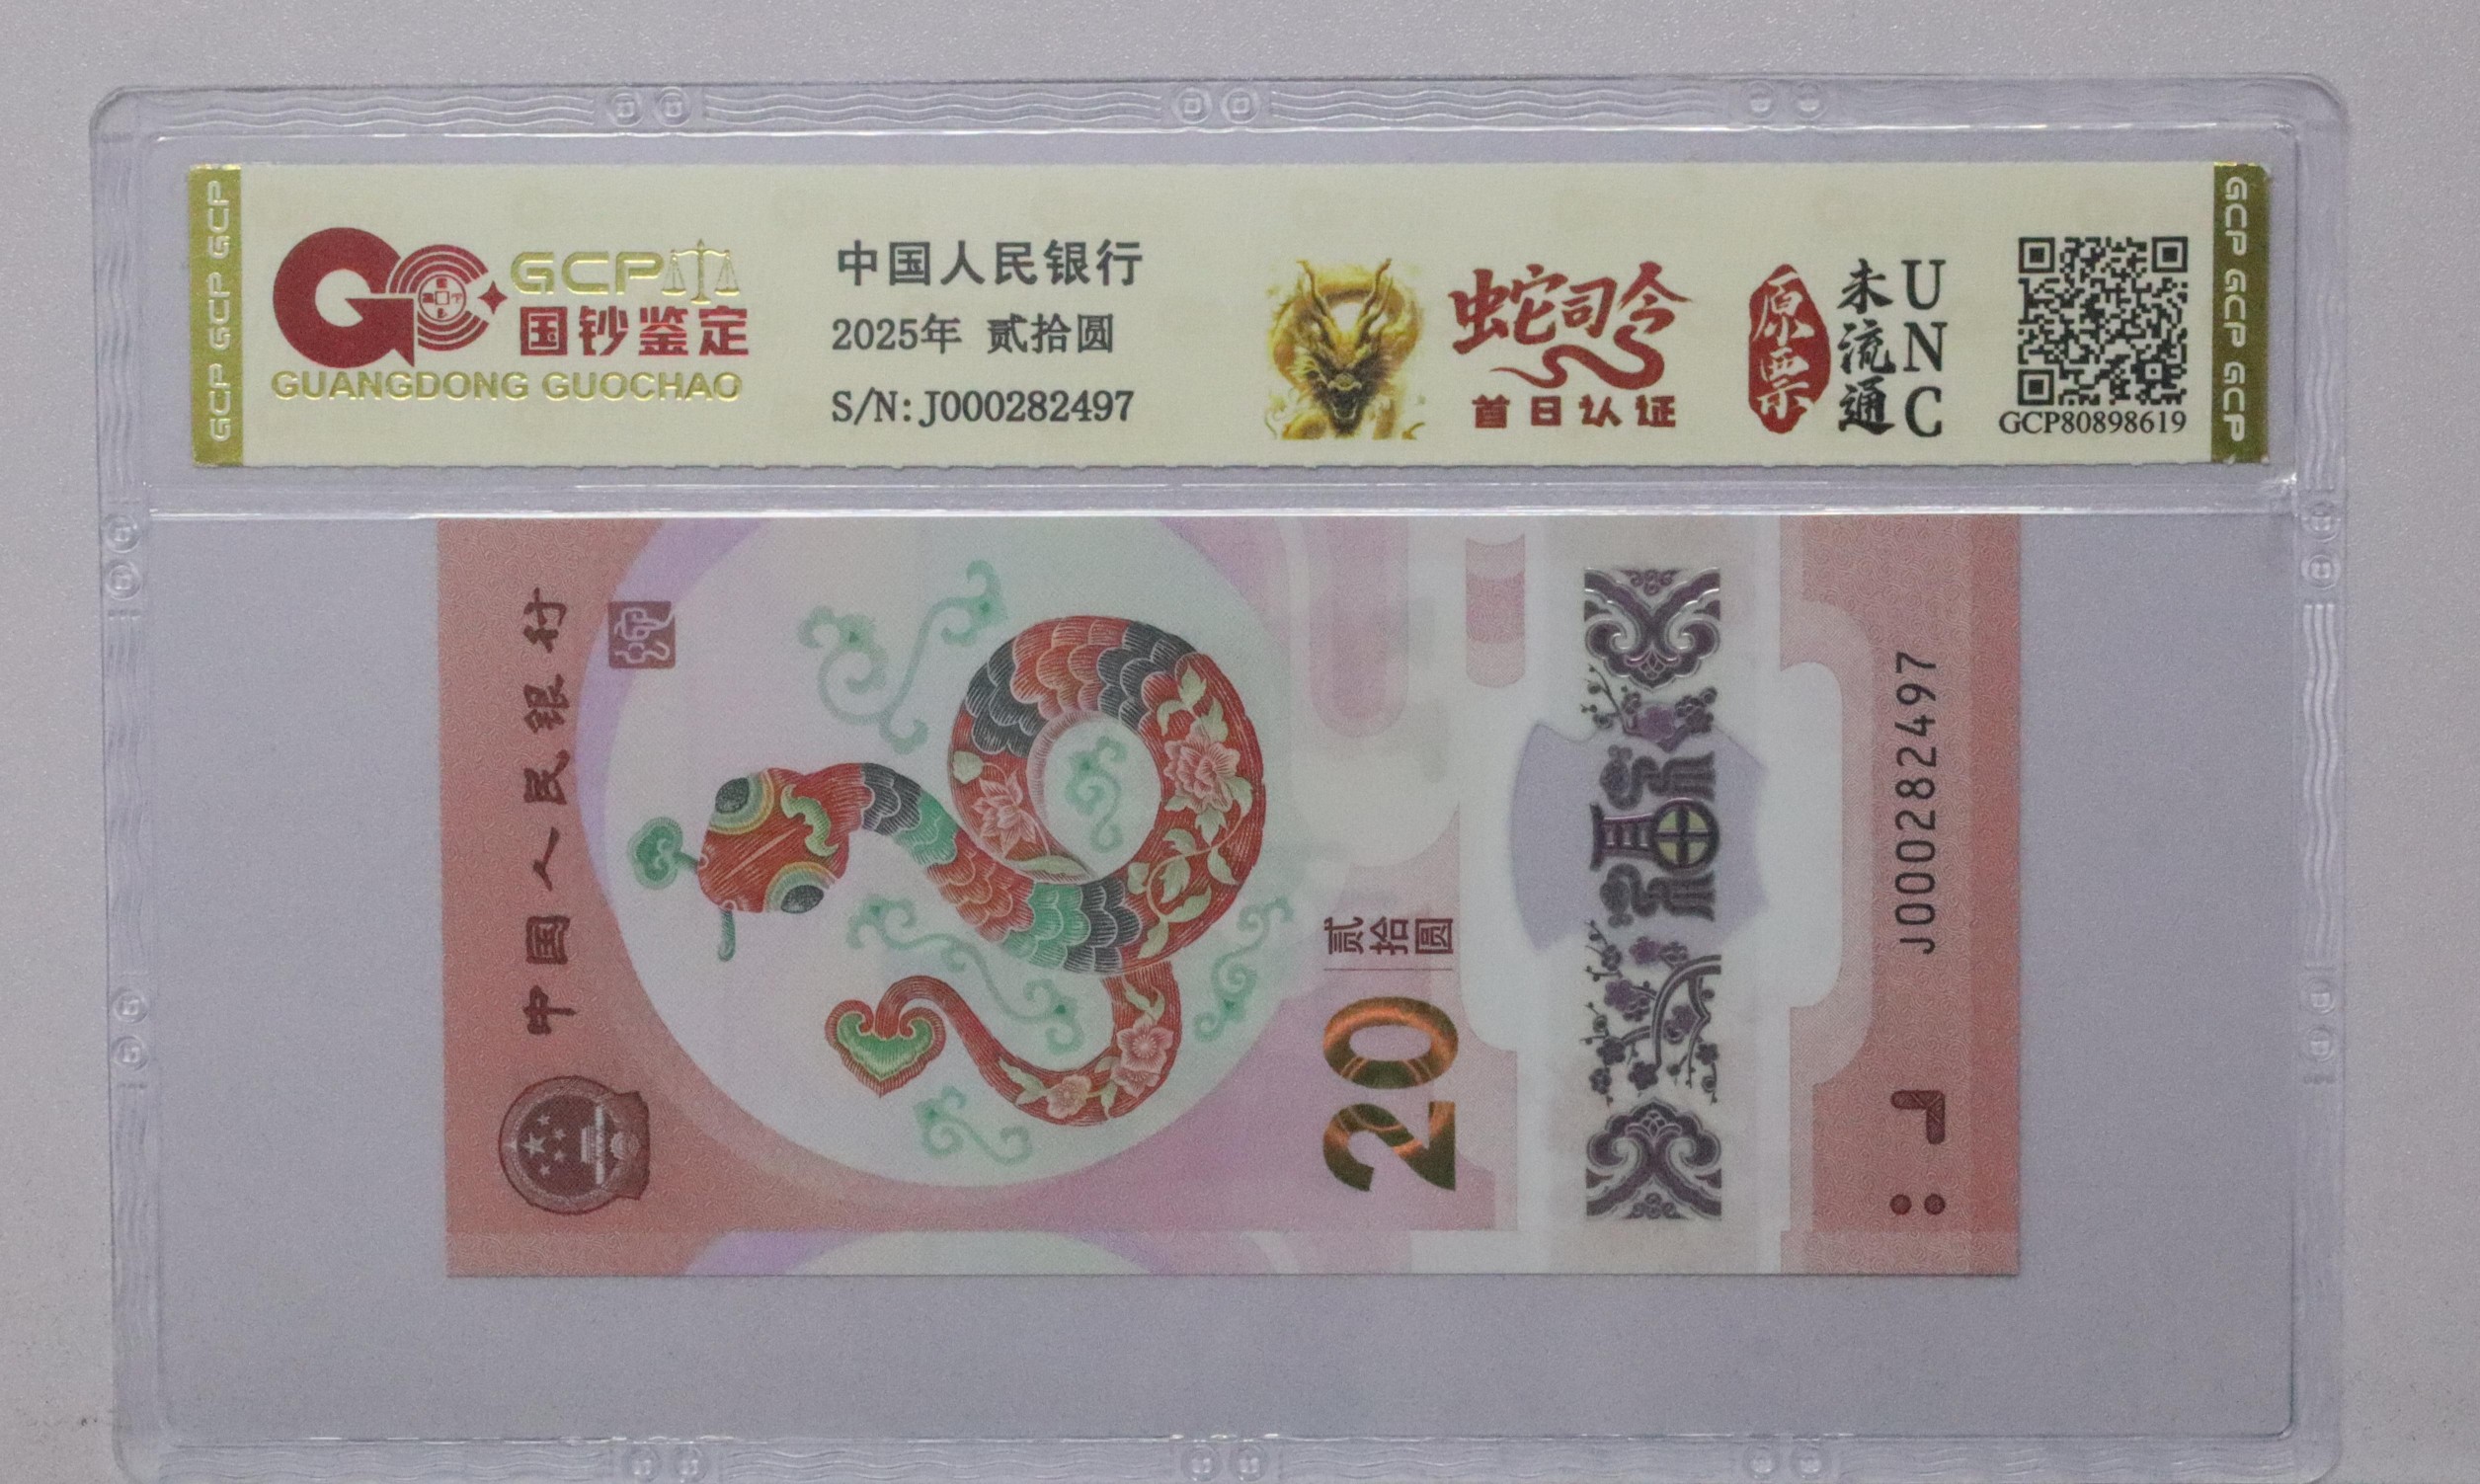 GCP GCP GCP
GCP
国钞鉴定
GUANGDONG GUOCHAO
中国人民银行
2025年 贰拾圆
S/N: J000282497
蛇司令
首日认证
原票
未流通
UNC
GCP80898619
GCP GCP GCP
中国人民银行
贰拾圆
20
福
J000282497